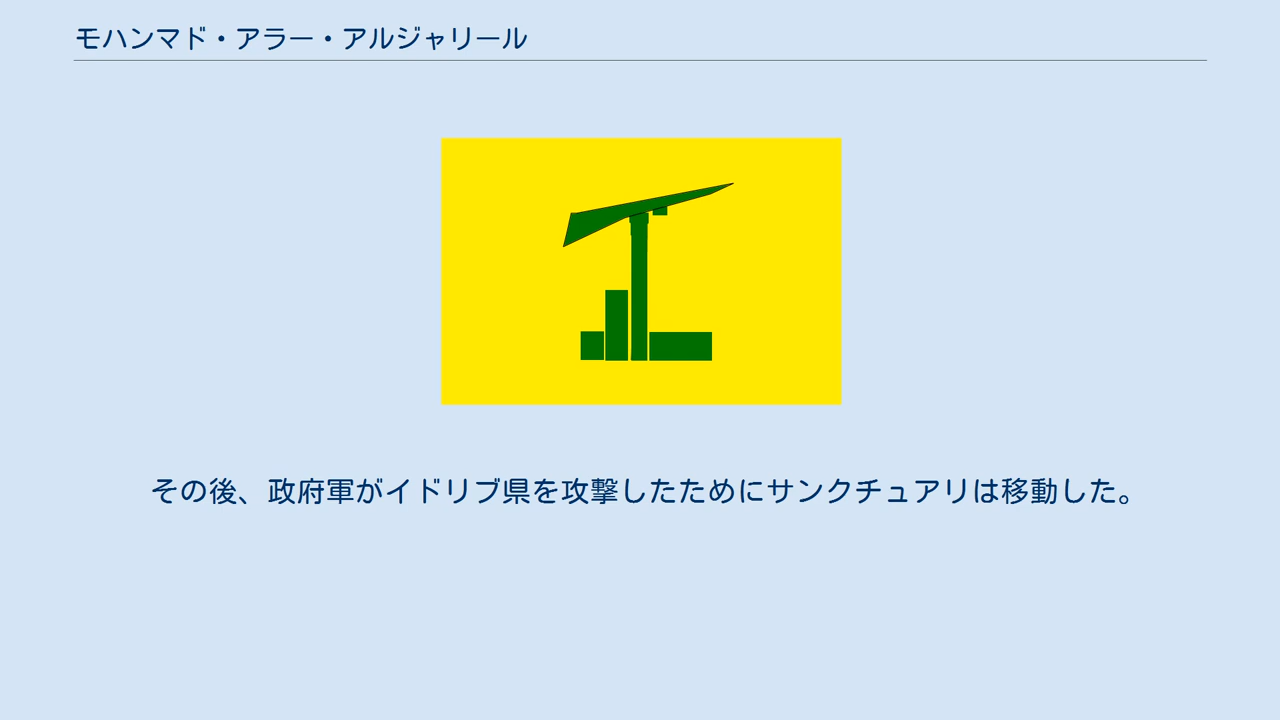 モハンマド・アラー・アルジャリール
その後、政府軍がイドリブ県を攻撃したためにサンクチュアリは移動した。